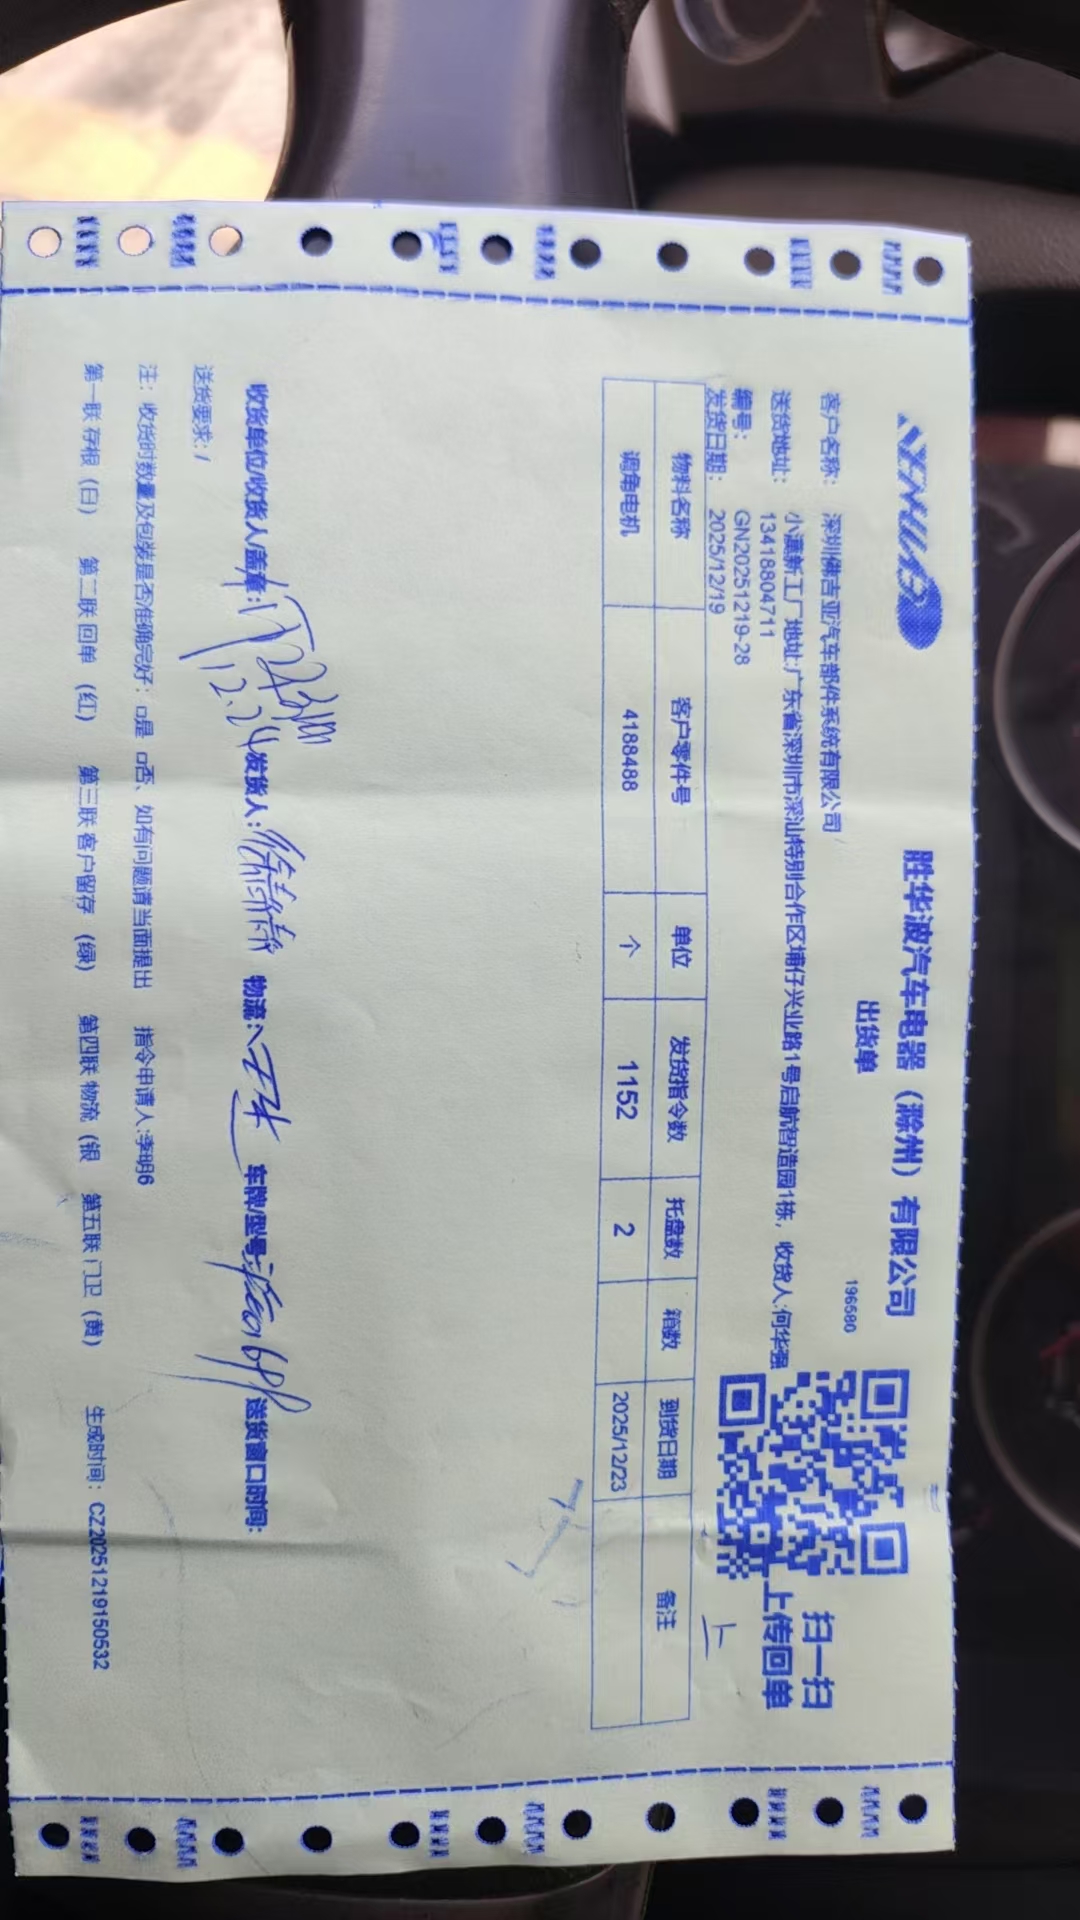 胜华波汽车电器（滁州）有限公司
出货单
196580
扫一扫
上传回单
客户名称： 深圳佛吉亚汽车部件系统有限公司
送货地址： 小漠新工厂地址:广东省深圳市深汕特别合作区埔仔兴业路1号启航智造园1栋，收货人:何华强
13418804711
编号： GN20251219-28
发货日期： 2025/12/19
物料名称 客户零件号 单位 发货指令数 托盘数 箱数 到货日期 备注
调角电机 4188488 个 1152 2 2025/12/23
收货单位/收货人/盖章： 12.24 发货人： 物流： 车牌/型号 送货窗口时间：
送货要求：/
注：收货时数量及包装是否准确完好：□是 □否、如有问题请当面提出 指令申请人:李明6
第一联 存根（白） 第二联 回单（红） 第三联 客户留存（绿） 第四联 物流（银 第五联 门卫（黄） 生成时间：CZ20251219150532